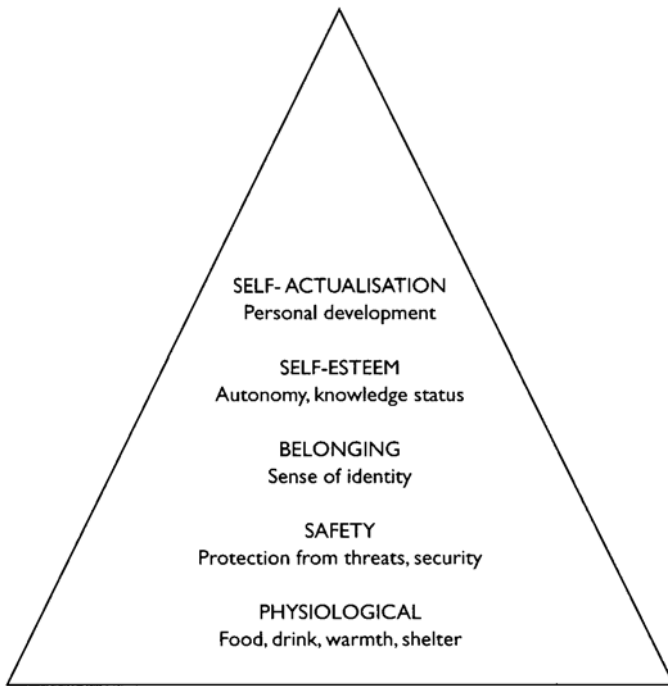 SELF- ACTUALISATION
Personal development
SELF-ESTEEM
Autonomy, knowledge status
BELONGING
Sense of identity
SAFETY
Protection from threats, security
PHYSIOLOGICAL
Food, drink, warmth, shelter